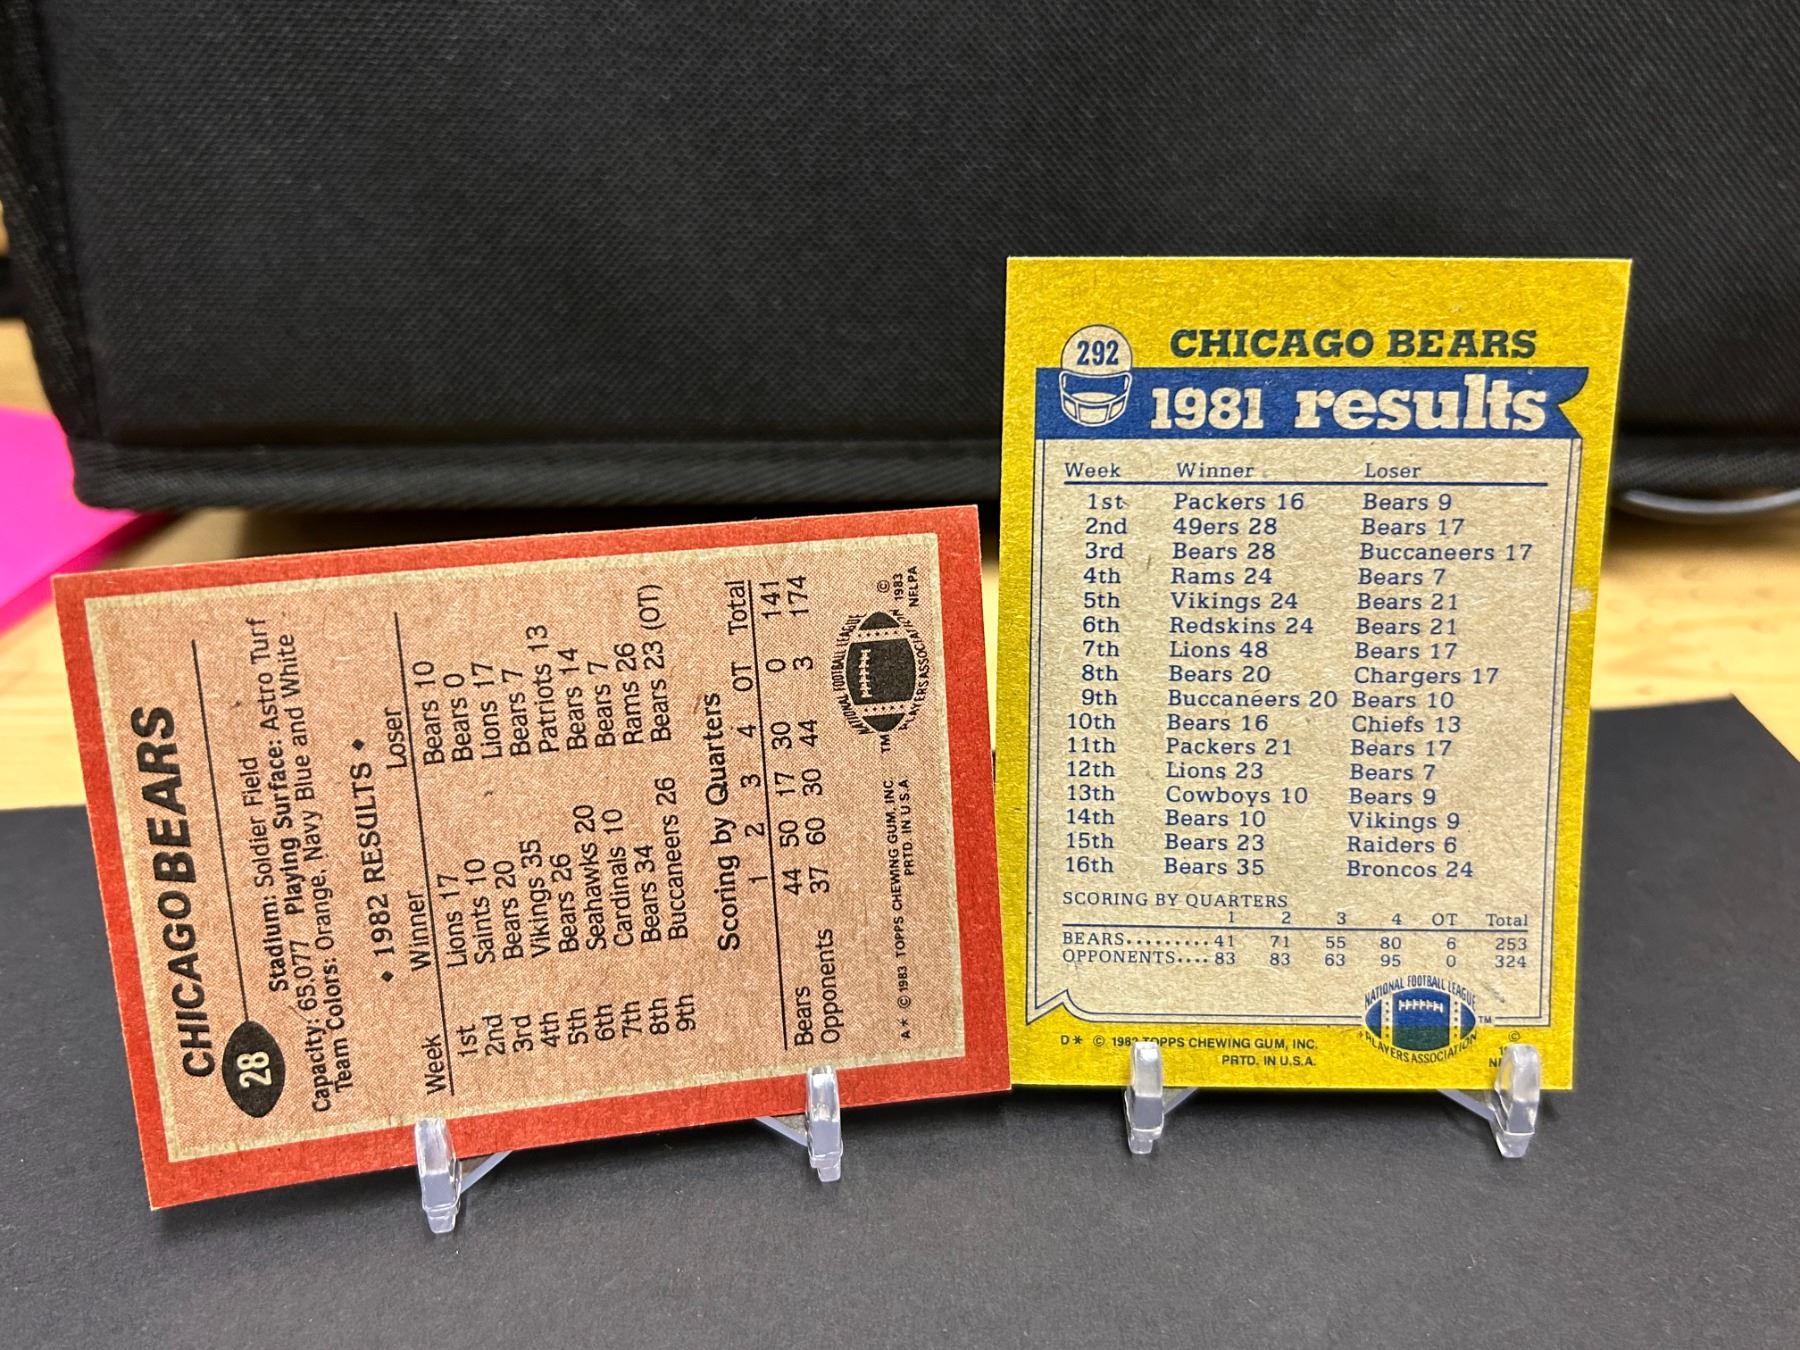 CHICAGO BEARS
28
Stadium: Soldier Field
Capacity: 65,077 Playing Surface: Astro Turf
Team Colors: Orange, Navy Blue and White
♦ 1982 RESULTS ♦
Week Winner Loser
1st Lions 17 Bears 10
2nd Saints 10 Bears 0
3rd Bears 20 Lions 17
4th Vikings 35 Bears 7
5th Bears 26 Patriots 13
6th Seahawks 20 Bears 14
7th Cardinals 10 Bears 7
8th Bears 34 Rams 26
9th Buccaneers 26 Bears 23 (OT)
Scoring by Quarters
1 2 3 4 OT Total
Bears 44 50 17 30 0 141
Opponents 37 60 30 44 3 174
A* © 1983 TOPPS CHEWING GUM, INC.
PRTD. IN U.S.A.
NATIONAL FOOTBALL LEAGUE
PLAYERS ASSOCIATION
TM
© 1983
NFLPA
292
CHICAGO BEARS
1981 results
Week Winner Loser
1st Packers 16 Bears 9
2nd 49ers 28 Bears 17
3rd Bears 28 Buccaneers 17
4th Rams 24 Bears 7
5th Vikings 24 Bears 21
6th Redskins 24 Bears 21
7th Lions 48 Bears 17
8th Bears 20 Chargers 17
9th Buccaneers 20 Bears 10
10th Bears 16 Chiefs 13
11th Packers 21 Bears 17
12th Lions 23 Bears 7
13th Cowboys 10 Bears 9
14th Bears 10 Vikings 9
15th Bears 23 Raiders 6
16th Bears 35 Broncos 24
SCORING BY QUARTERS
1 2 3 4 OT Total
BEARS......... 41 71 55 80 6 253
OPPONENTS.... 83 83 63 95 0 324
NATIONAL FOOTBALL LEAGUE
PLAYERS ASSOCIATION
TM
D* © 1982 TOPPS CHEWING GUM, INC.
PRTD. IN U.S.A.
©